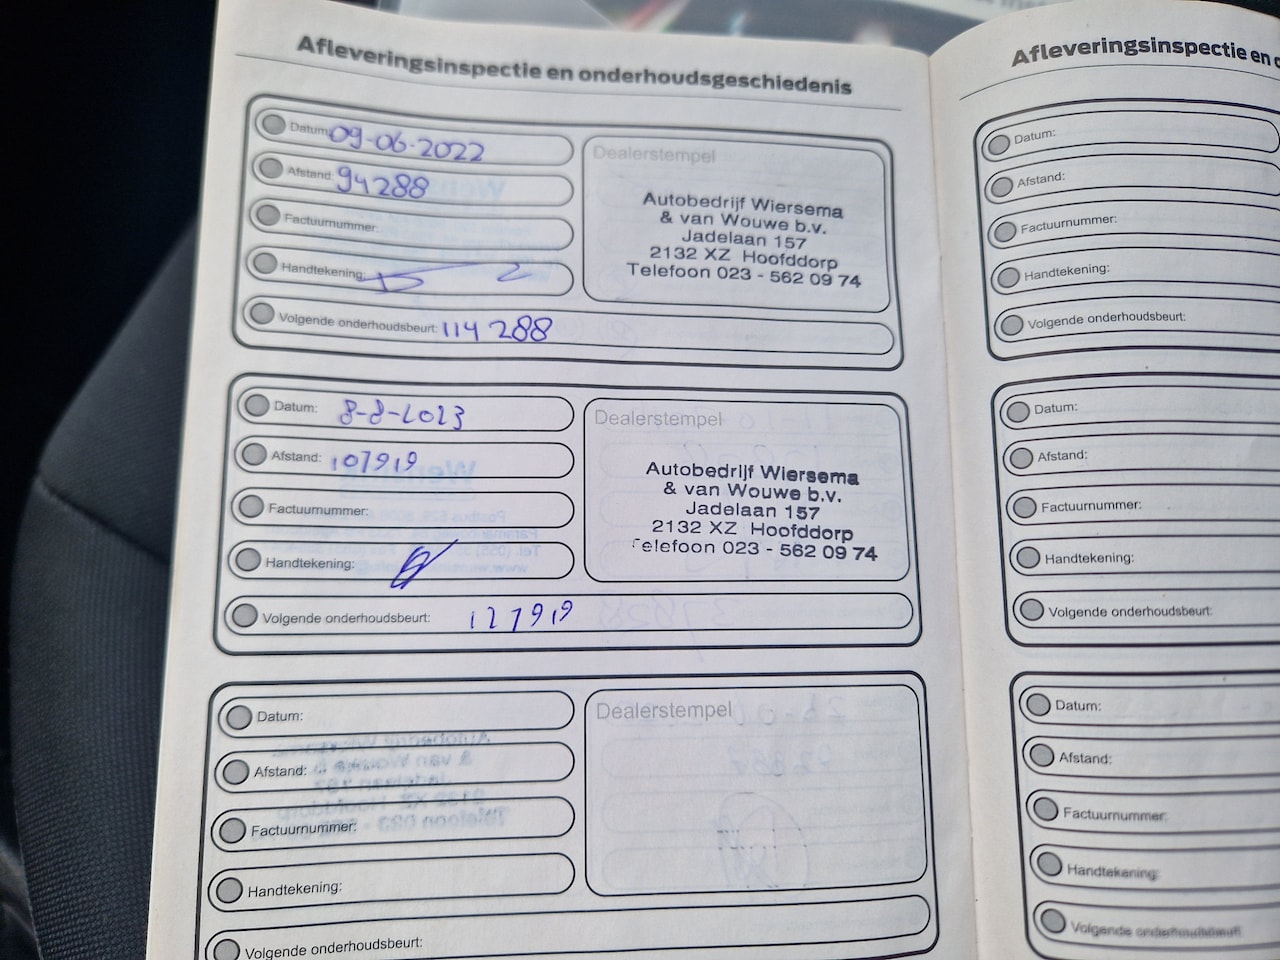 Afleveringsinspectie en onderhoudsgeschiedenis
Datum: 09-06-2022
Afstand: 94288
Factuurnummer:
Handtekening:
Volgende onderhoudsbeurt: 114288
Dealerstempel
Autobedrijf Wiersema
& van Wouwe b.v.
Jadelaan 157
2132 XZ Hoofddorp
Telefoon 023 - 562 09 74
Datum: 8-8-2023
Afstand: 107919
Factuurnummer:
Handtekening:
Volgende onderhoudsbeurt: 127919
Dealerstempel
Autobedrijf Wiersema
& van Wouwe b.v.
Jadelaan 157
2132 XZ Hoofddorp
Telefoon 023 - 562 09 74
Datum:
Afstand:
Factuurnummer:
Handtekening:
Volgende onderhoudsbeurt:
Dealerstempel
Afleveringsinspectie en
Datum:
Afstand:
Factuurnummer:
Handtekening:
Volgende onderhoudsbeurt:
Datum:
Afstand:
Factuurnummer:
Handtekening:
Volgende onderhoudsbeurt:
Datum:
Afstand:
Factuurnummer:
Handtekening:
Volgende onderhoudsbeurt: